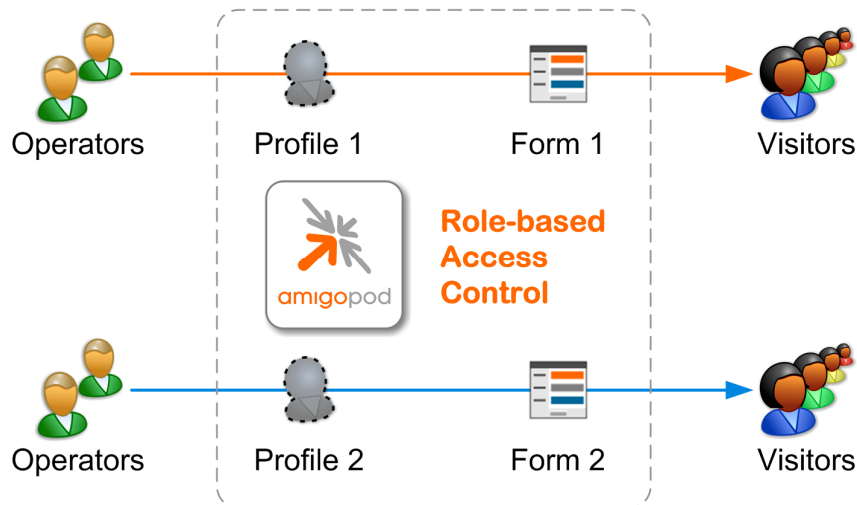 Operators
Profile 1
Form 1
Visitors
amigopod
Role-based
Access
Control
Operators
Profile 2
Form 2
Visitors